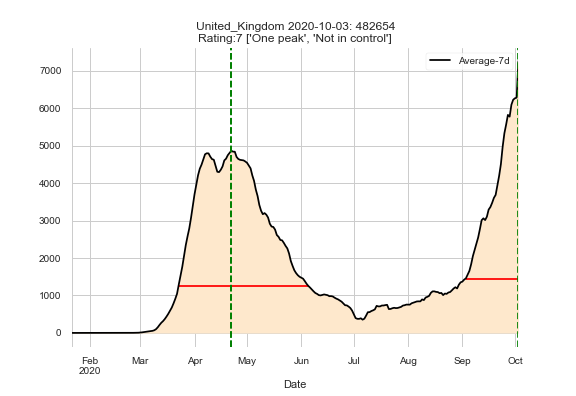 United_Kingdom 2020-10-03: 482654
Rating:7 ['One peak', 'Not in control']
Average-7d
7000
6000
5000
4000
3000
2000
1000
0
Feb Mar Apr May Jun Jul Aug Sep Oct
2020
Date